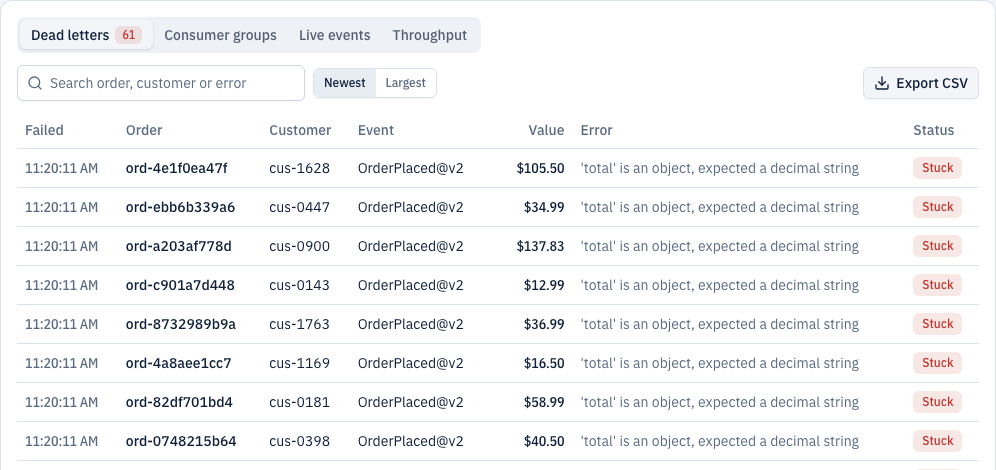 Dead letters 61 Consumer groups Live events Throughput
Search order, customer or error Newest Largest Export CSV
Failed Order Customer Event Value Error Status
11:20:11 AM ord-4e1f0ea47f cus-1628 OrderPlaced@v2 $105.50 'total' is an object, expected a decimal string Stuck
11:20:11 AM ord-ebb6b339a6 cus-0447 OrderPlaced@v2 $34.99 'total' is an object, expected a decimal string Stuck
11:20:11 AM ord-a203af778d cus-0900 OrderPlaced@v2 $137.83 'total' is an object, expected a decimal string Stuck
11:20:11 AM ord-c901a7d448 cus-0143 OrderPlaced@v2 $12.99 'total' is an object, expected a decimal string Stuck
11:20:11 AM ord-8732989b9a cus-1763 OrderPlaced@v2 $36.99 'total' is an object, expected a decimal string Stuck
11:20:11 AM ord-4a8aee1cc7 cus-1169 OrderPlaced@v2 $16.50 'total' is an object, expected a decimal string Stuck
11:20:11 AM ord-82df701bd4 cus-0181 OrderPlaced@v2 $58.99 'total' is an object, expected a decimal string Stuck
11:20:11 AM ord-0748215b64 cus-0398 OrderPlaced@v2 $40.50 'total' is an object, expected a decimal string Stuck